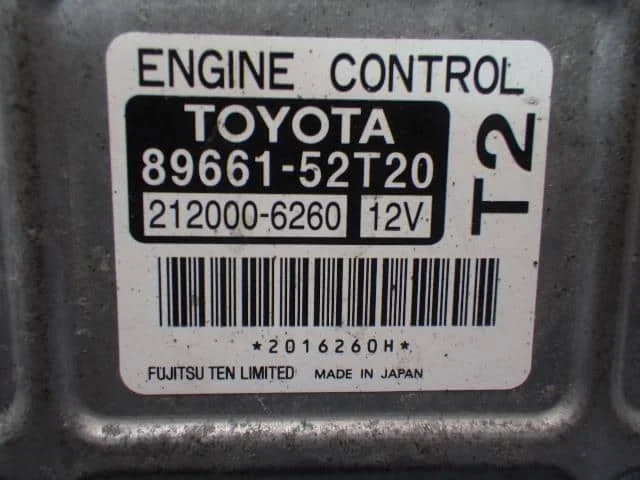 ENGINE CONTROL
TOYOTA
89661-52T20
212000-6260 12V
T2
*2016260H*
FUJITSU TEN LIMITED MADE IN JAPAN